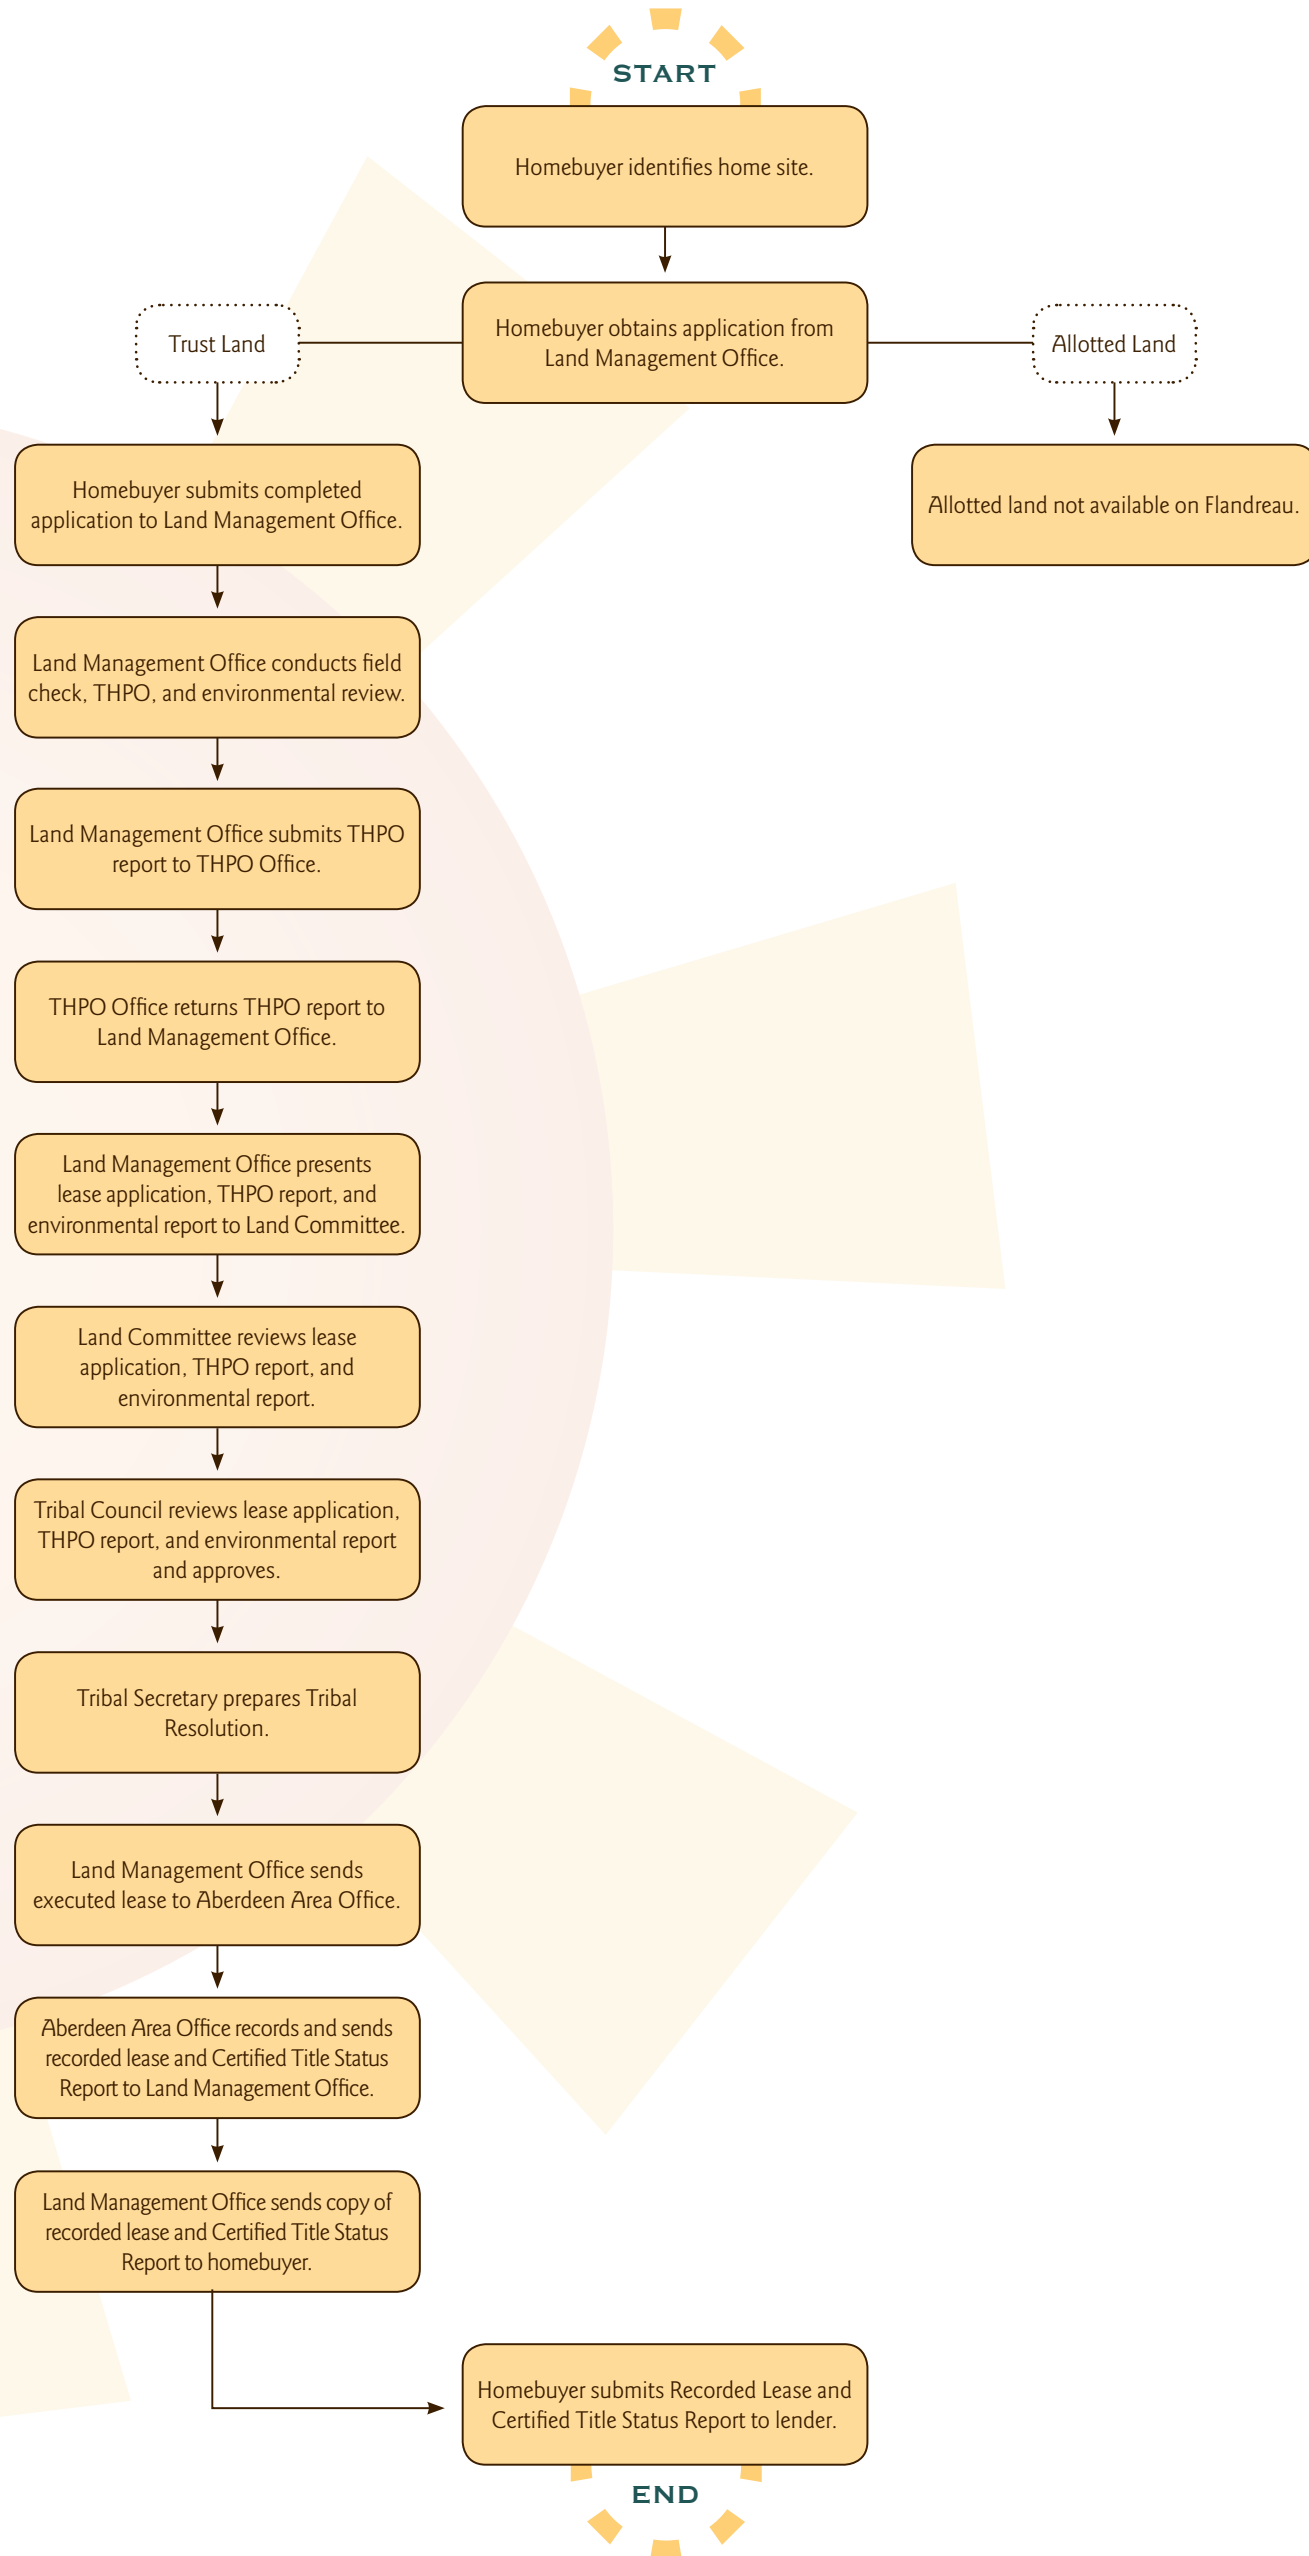 START
Homebuyer identifies home site.
Homebuyer obtains application from
Land Management Office.
Trust Land
Allotted Land
Homebuyer submits completed
application to Land Management Office.
Allotted land not available on Flandreau.
Land Management Office conducts field
check, THPO, and environmental review.
Land Management Office submits THPO
report to THPO Office.
THPO Office returns THPO report to
Land Management Office.
Land Management Office presents
lease application, THPO report, and
environmental report to Land Committee.
Land Committee reviews lease
application, THPO report, and
environmental report.
Tribal Council reviews lease application,
THPO report, and environmental report
and approves.
Tribal Secretary prepares Tribal
Resolution.
Land Management Office sends
executed lease to Aberdeen Area Office.
Aberdeen Area Office records and sends
recorded lease and Certified Title Status
Report to Land Management Office.
Land Management Office sends copy of
recorded lease and Certified Title Status
Report to homebuyer.
Homebuyer submits Recorded Lease and
Certified Title Status Report to lender.
END